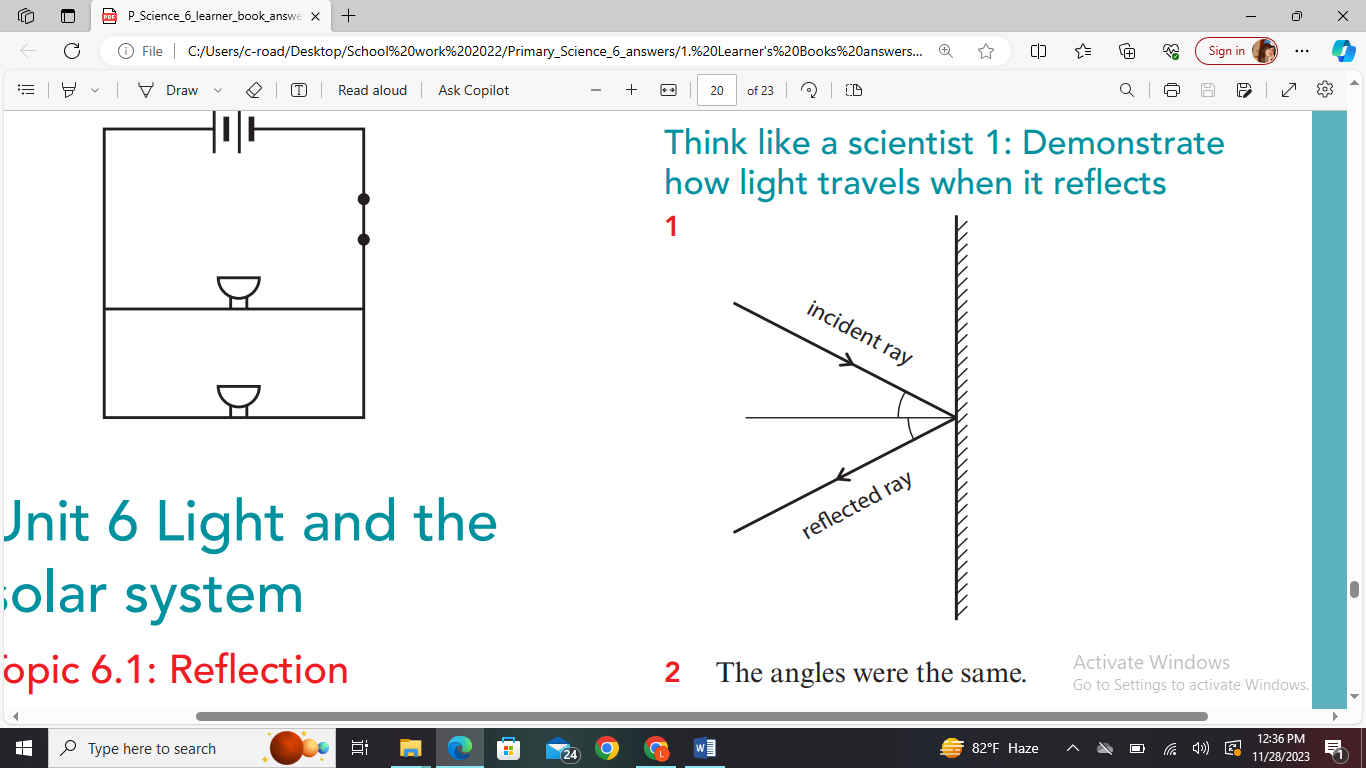 P_Science_6_learner_book_answe
File
C:/Users/c-road/Desktop/School%20work%202022/Primary_Science_6_answers/1.%20Learner's%20Books%20answers...
Sign in
Draw
Read aloud
Ask Copilot
20
of 23
Think like a scientist 1: Demonstrate
how light travels when it reflects
1
incident ray
reflected ray
Unit 6 Light and the
solar system
Topic 6.1: Reflection
2 The angles were the same.
Activate Windows
Go to Settings to activate Windows.
Type here to search
24
82°F Haze
12:36 PM
11/28/2023
1